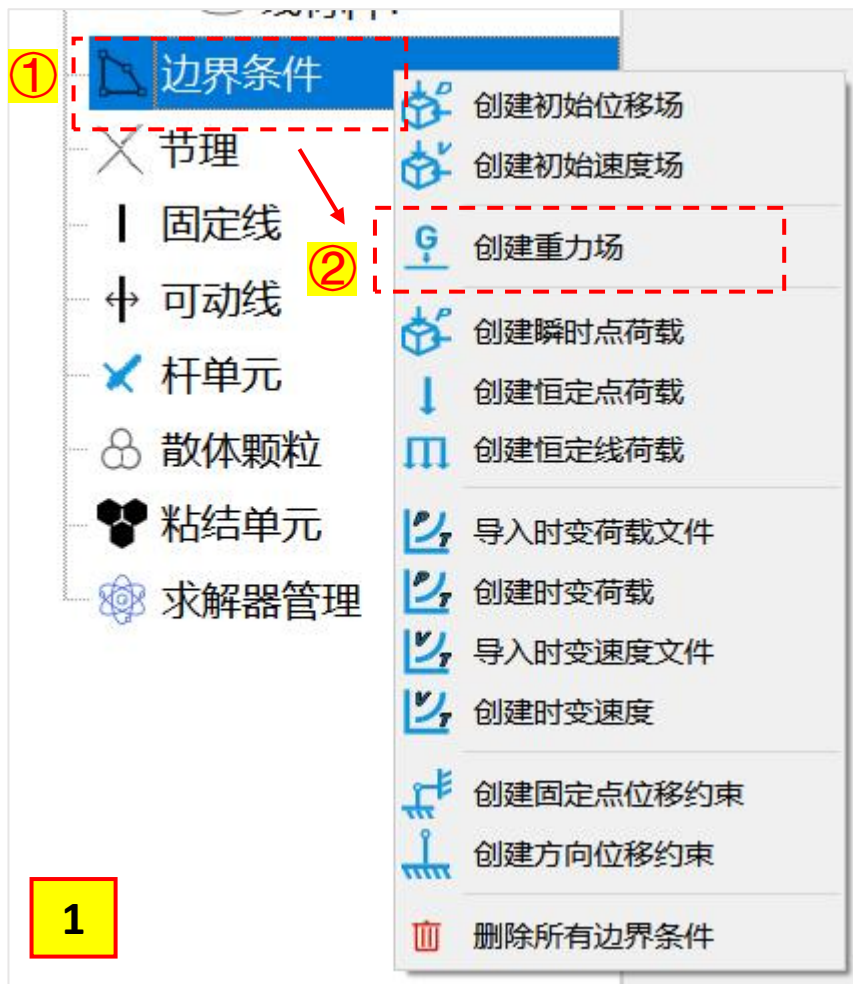 ① 边界条件
节理
固定线
可动线
杆单元
散体颗粒
粘结单元
求解器管理
创建初始位移场
创建初始速度场
② 创建重力场
创建瞬时点荷载
创建恒定点荷载
创建恒定线荷载
导入时变荷载文件
创建时变荷载
导入时变速度文件
创建时变速度
创建固定点位移约束
创建方向位移约束
删除所有边界条件
1